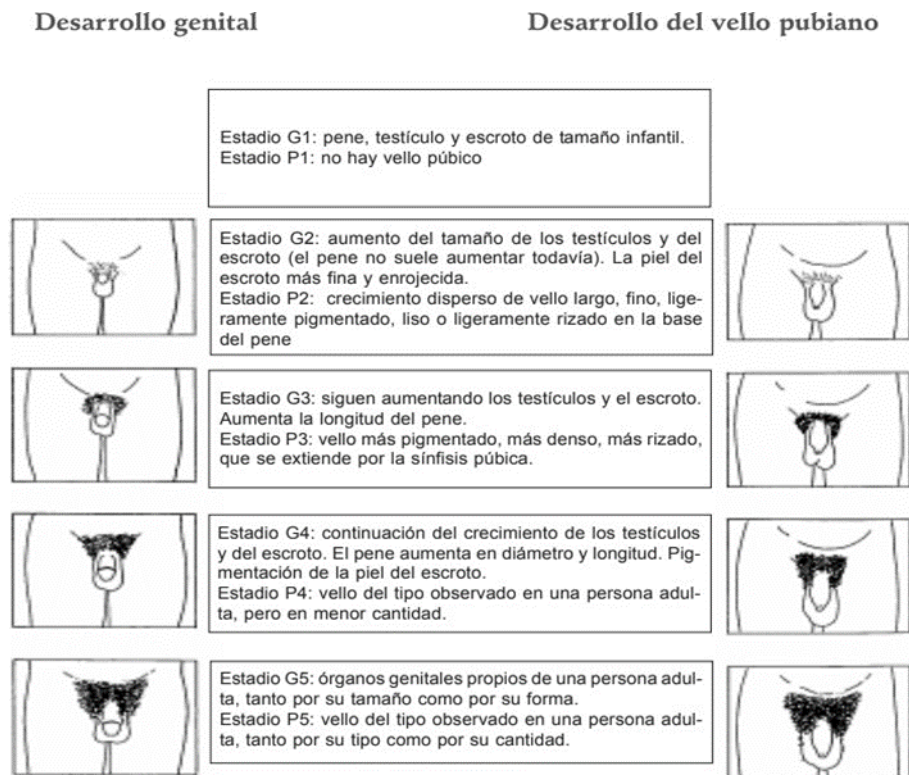 Desarrollo genital
Desarrollo del vello pubiano
Estadio G1: pene, testículo y escroto de tamaño infantil.
Estadio P1: no hay vello púbico
Estadio G2: aumento del tamaño de los testículos y del
escroto (el pene no suele aumentar todavía). La piel del
escroto más fina y enrojecida.
Estadio P2: crecimiento disperso de vello largo, fino, lige-
ramente pigmentado, liso o ligeramente rizado en la base
del pene
Estadio G3: siguen aumentando los testículos y el escroto.
Aumenta la longitud del pene.
Estadio P3: vello más pigmentado, más denso, más rizado,
que se extiende por la sínfisis púbica.
Estadio G4: continuación del crecimiento de los testículos
y del escroto. El pene aumenta en diámetro y longitud. Pig-
mentación de la piel del escroto.
Estadio P4: vello del tipo observado en una persona adul-
ta, pero en menor cantidad.
Estadio G5: órganos genitales propios de una persona adul-
ta, tanto por su tamaño como por su forma.
Estadio P5: vello del tipo observado en una persona adul-
ta, tanto por su tipo como por su cantidad.